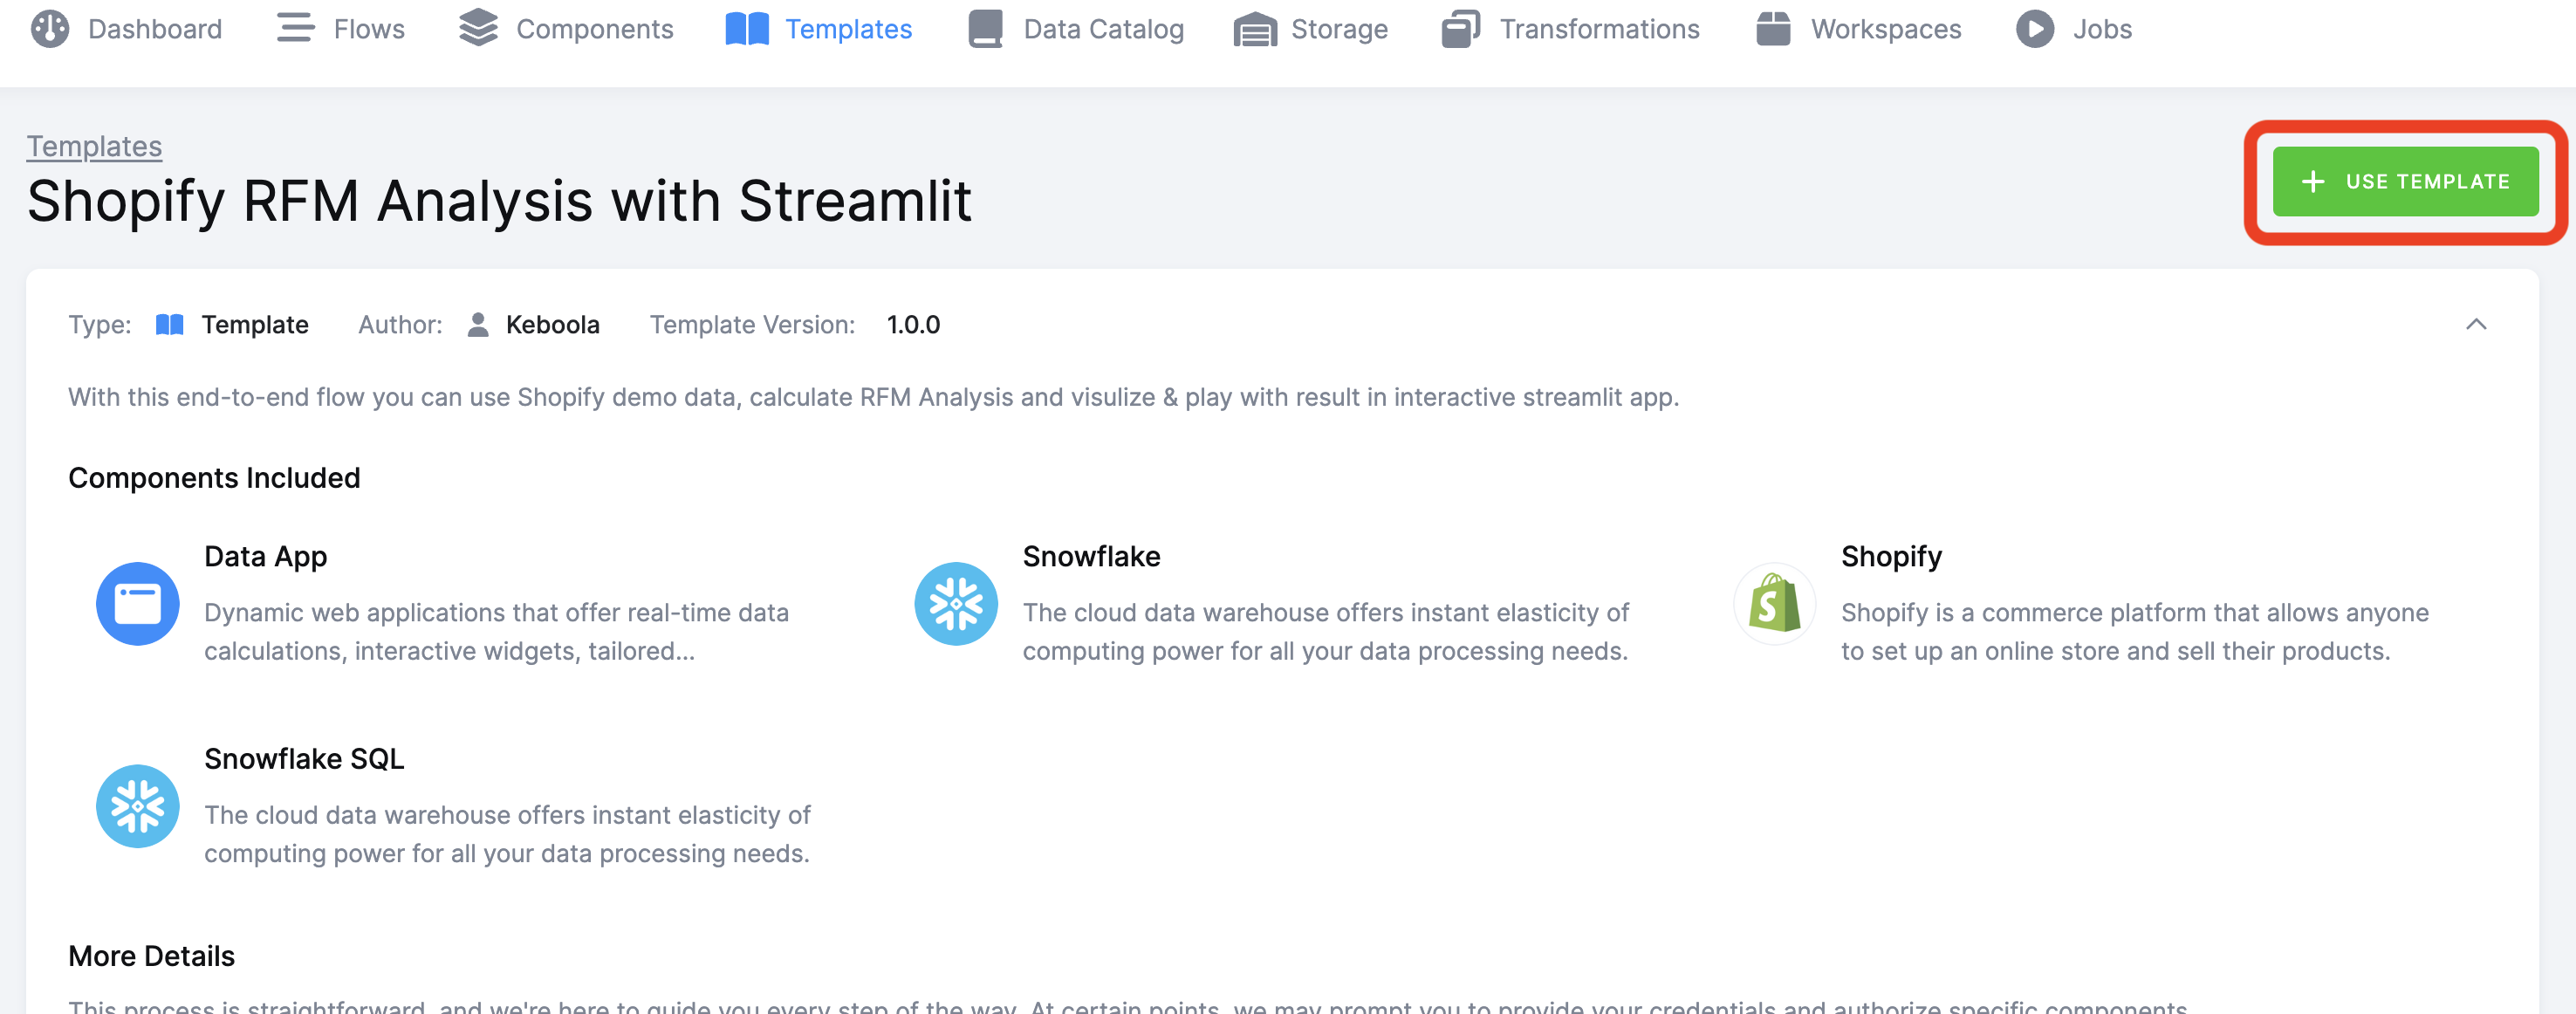 Dashboard Flows Components Templates Data Catalog Storage Transformations Workspaces Jobs
Templates
Shopify RFM Analysis with Streamlit
+ USE TEMPLATE
Type: Template Author: Keboola Template Version: 1.0.0
With this end-to-end flow you can use Shopify demo data, calculate RFM Analysis and visulize & play with result in interactive streamlit app.
Components Included
Data App
Dynamic web applications that offer real-time data
calculations, interactive widgets, tailored...
Snowflake
The cloud data warehouse offers instant elasticity of
computing power for all your data processing needs.
Shopify
Shopify is a commerce platform that allows anyone
to set up an online store and sell their products.
Snowflake SQL
The cloud data warehouse offers instant elasticity of
computing power for all your data processing needs.
More Details
This process is straightforward, and we're here to guide you every step of the way. At certain points, we may prompt you to provide your credentials and authorize specific components.